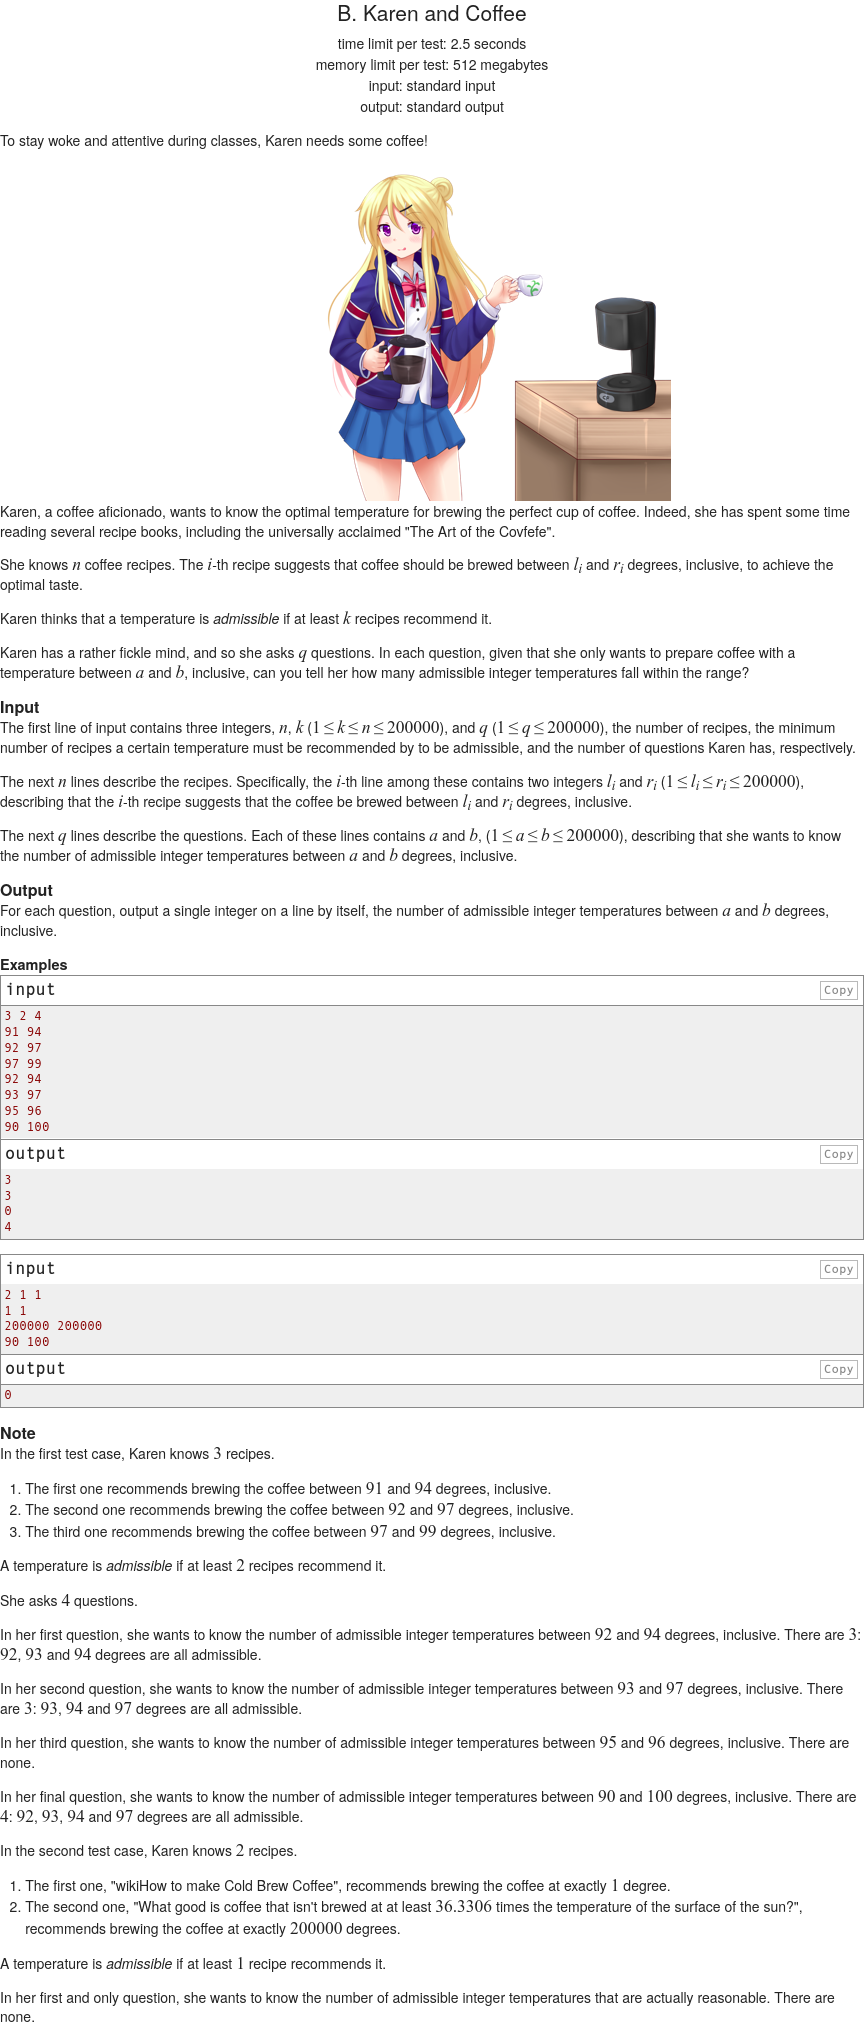 B. Karen and Coffee
time limit per test: 2.5 seconds
memory limit per test: 512 megabytes
input: standard input
output: standard output
To stay woke and attentive during classes, Karen needs some coffee!
Karen, a coffee aficionado, wants to know the optimal temperature for brewing the perfect cup of coffee. Indeed, she has spent some time
reading several recipe books, including the universally acclaimed "The Art of the Covfefe".
She knows n coffee recipes. The i-th recipe suggests that coffee should be brewed between l_i and r_i degrees, inclusive, to achieve the
optimal taste.
Karen thinks that a temperature is admissible if at least k recipes recommend it.
Karen has a rather fickle mind, and so she asks q questions. In each question, given that she only wants to prepare coffee with a
temperature between a and b, inclusive, can you tell her how many admissible integer temperatures fall within the range?
Input
The first line of input contains three integers, n, k (1 ≤ k ≤ n ≤ 200000), and q (1 ≤ q ≤ 200000), the number of recipes, the minimum
number of recipes a certain temperature must be recommended by to be admissible, and the number of questions Karen has, respectively.
The next n lines describe the recipes. Specifically, the i-th line among these contains two integers l_i and r_i (1 ≤ l_i ≤ r_i ≤ 200000),
describing that the i-th recipe suggests that the coffee be brewed between l_i and r_i degrees, inclusive.
The next q lines describe the questions. Each of these lines contains a and b, (1 ≤ a ≤ b ≤ 200000), describing that she wants to know
the number of admissible integer temperatures between a and b degrees, inclusive.
Output
For each question, output a single integer on a line by itself, the number of admissible integer temperatures between a and b degrees,
inclusive.
Examples
input Copy
3 2 4
91 94
92 97
97 99
92 94
93 97
95 96
90 100
output Copy
3
3
0
4
input Copy
2 1 1
1 1
200000 200000
90 100
output Copy
0
Note
In the first test case, Karen knows 3 recipes.
1. The first one recommends brewing the coffee between 91 and 94 degrees, inclusive.
2. The second one recommends brewing the coffee between 92 and 97 degrees, inclusive.
3. The third one recommends brewing the coffee between 97 and 99 degrees, inclusive.
A temperature is admissible if at least 2 recipes recommend it.
She asks 4 questions.
In her first question, she wants to know the number of admissible integer temperatures between 92 and 94 degrees, inclusive. There are 3:
92, 93 and 94 degrees are all admissible.
In her second question, she wants to know the number of admissible integer temperatures between 93 and 97 degrees, inclusive. There
are 3: 93, 94 and 97 degrees are all admissible.
In her third question, she wants to know the number of admissible integer temperatures between 95 and 96 degrees, inclusive. There are
none.
In her final question, she wants to know the number of admissible integer temperatures between 90 and 100 degrees, inclusive. There are
4: 92, 93, 94 and 97 degrees are all admissible.
In the second test case, Karen knows 2 recipes.
1. The first one, "wikiHow to make Cold Brew Coffee", recommends brewing the coffee at exactly 1 degree.
2. The second one, "What good is coffee that isn't brewed at at least 36.3306 times the temperature of the surface of the sun?",
recommends brewing the coffee at exactly 200000 degrees.
A temperature is admissible if at least 1 recipe recommends it.
In her first and only question, she wants to know the number of admissible integer temperatures that are actually reasonable. There are
none.